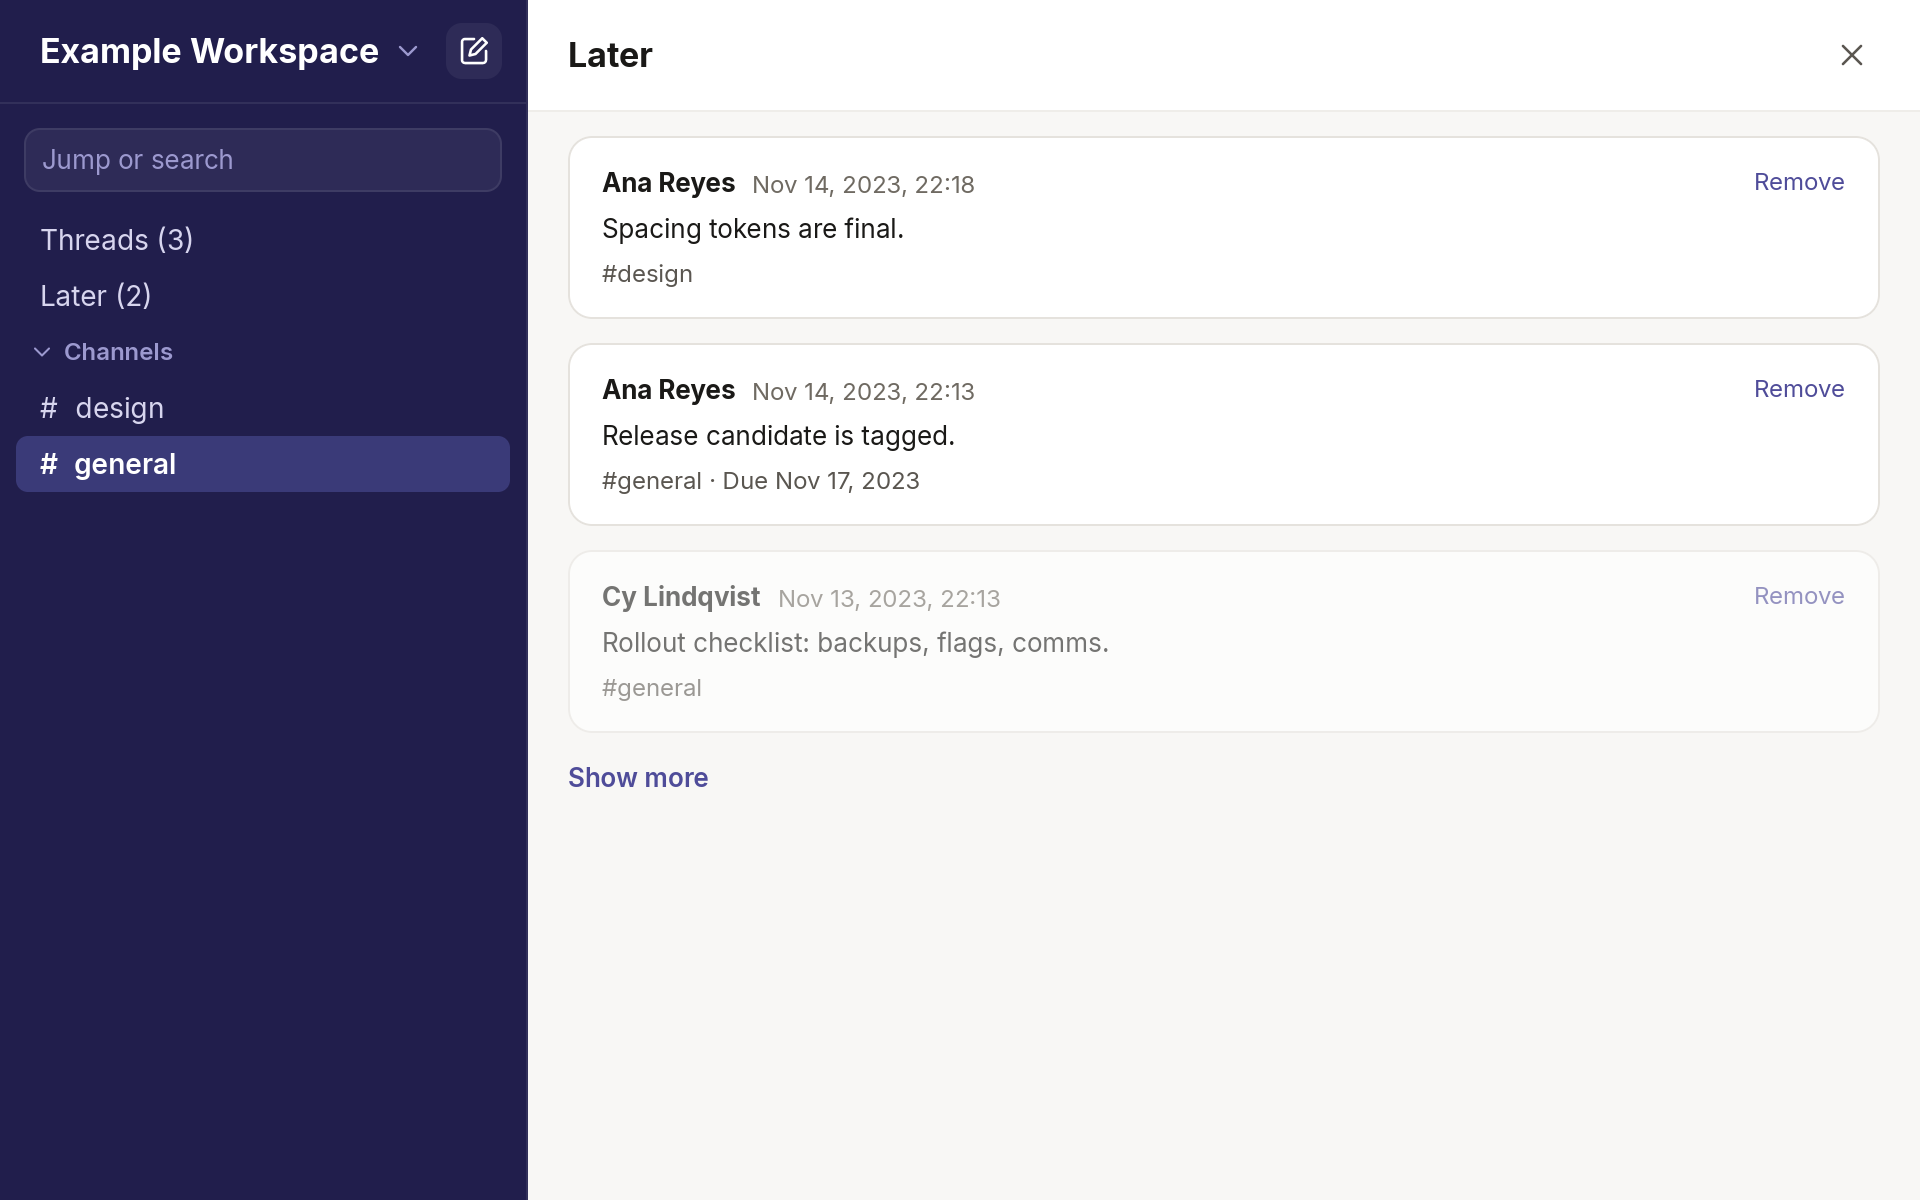 Example Workspace
Jump or search
Threads (3)
Later (2)
Channels
# design
# general
Later
Ana Reyes Nov 14, 2023, 22:18 Remove
Spacing tokens are final.
#design
Ana Reyes Nov 14, 2023, 22:13 Remove
Release candidate is tagged.
#general · Due Nov 17, 2023
Cy Lindqvist Nov 13, 2023, 22:13 Remove
Rollout checklist: backups, flags, comms.
#general
Show more